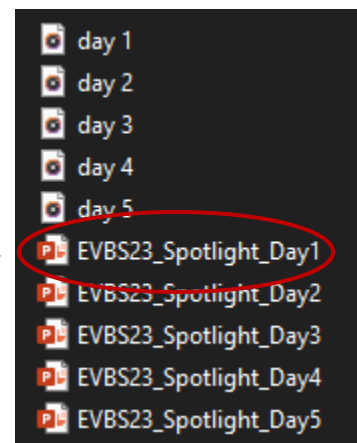 day 1
day 2
day 3
day 4
day 5
EVBS23_Spotlight_Day1
EVBS23_Spotlight_Day2
EVBS23_Spotlight_Day3
EVBS23_Spotlight_Day4
EVBS23_Spotlight_Day5